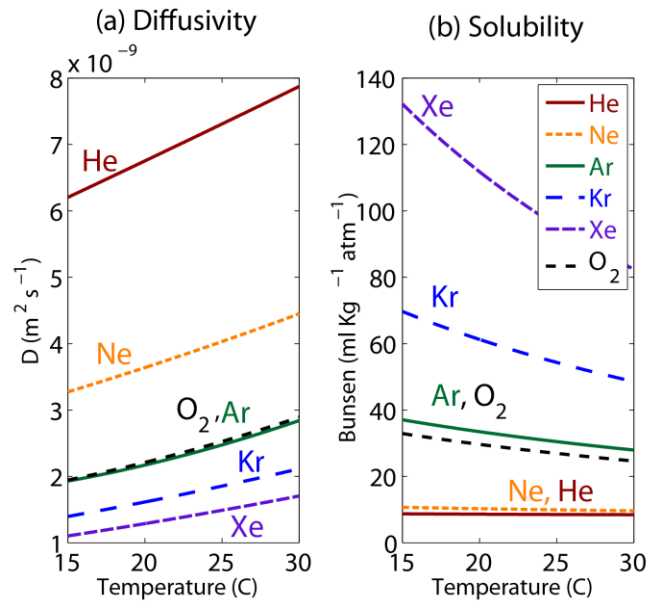 (a) Diffusivity
x 10⁻⁹
8
7
6
5
4
3
2
1
D (m² s⁻¹)
He
Ne
O₂,Ar
Kr
Xe
15 20 25 30
Temperature (C)
(b) Solubility
140
120
100
80
60
40
20
0
Bunsen (ml Kg⁻¹ atm⁻¹)
Xe
Kr
Ar, O₂
Ne, He
He
Ne
Ar
Kr
Xe
O₂
15 20 25 30
Temperature (C)